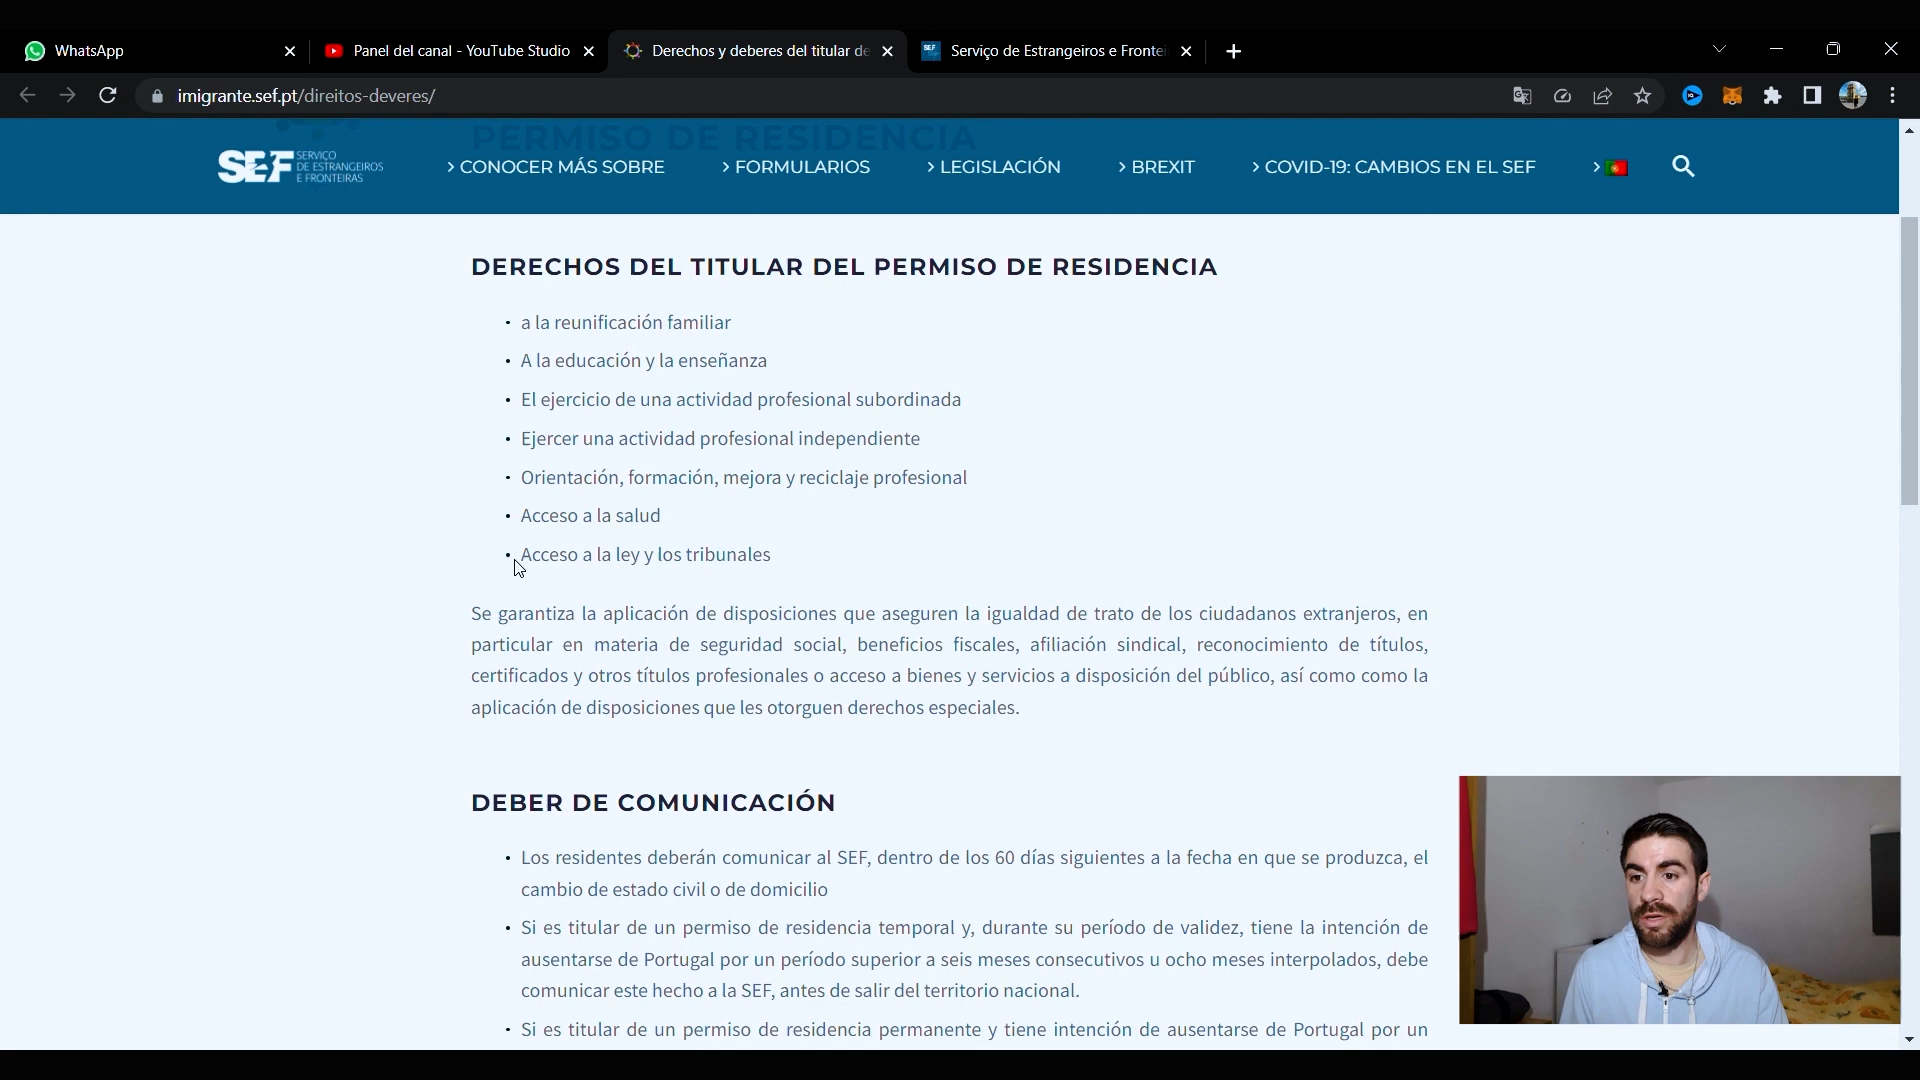 WhatsApp
Panel del canal - YouTube Studio
Derechos y deberes del titular de
SEF
Serviço de Estrangeiros e Frontei
imigrante.sef.pt/direitos-deveres/
PERMISO DE RESIDENCIA
SEF SERVIÇO
DE ESTRANGEIROS
E FRONTEIRAS
> CONOCER MÁS SOBRE
> FORMULARIOS
> LEGISLACIÓN
> BREXIT
> COVID-19: CAMBIOS EN EL SEF
DERECHOS DEL TITULAR DEL PERMISO DE RESIDENCIA
• a la reunificación familiar
• A la educación y la enseñanza
• El ejercicio de una actividad profesional subordinada
• Ejercer una actividad profesional independiente
• Orientación, formación, mejora y reciclaje profesional
• Acceso a la salud
• Acceso a la ley y los tribunales
Se garantiza la aplicación de disposiciones que aseguren la igualdad de trato de los ciudadanos extranjeros, en
particular en materia de seguridad social, beneficios fiscales, afiliación sindical, reconocimiento de títulos,
certificados y otros títulos profesionales o acceso a bienes y servicios a disposición del público, así como como la
aplicación de disposiciones que les otorguen derechos especiales.
DEBER DE COMUNICACIÓN
• Los residentes deberán comunicar al SEF, dentro de los 60 días siguientes a la fecha en que se produzca, el
cambio de estado civil o de domicilio
• Si es titular de un permiso de residencia temporal y, durante su período de validez, tiene la intención de
ausentarse de Portugal por un período superior a seis meses consecutivos u ocho meses interpolados, debe
comunicar este hecho a la SEF, antes de salir del territorio nacional.
• Si es titular de un permiso de residencia permanente y tiene intención de ausentarse de Portugal por un